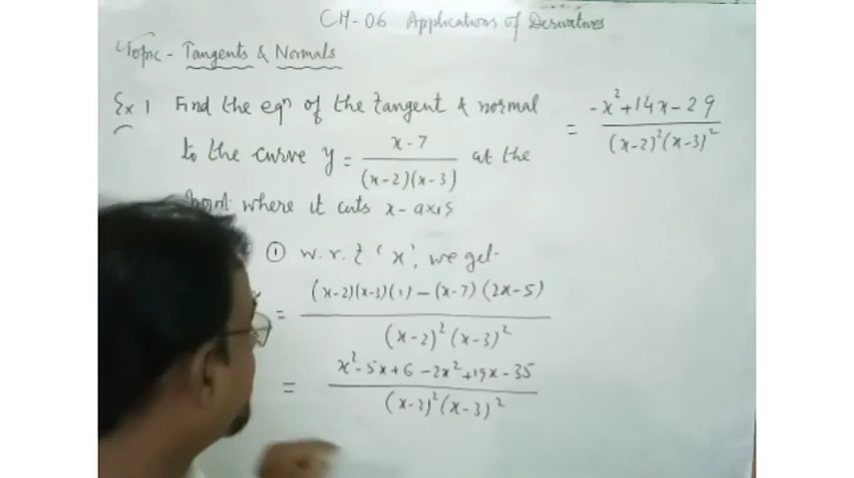 CH-06 Applications of Derivatives
Topic - Tangents & Normals
Ex 1 Find the eqn of the tangent & normal
to the curve y = x-7 / (x-2)(x-3) at the
point where it cuts x-axis
① w.r.t 'x', we get-
= (x-2)(x-3)(1) - (x-7)(2x-5) / (x-2)²(x-3)²
= x²-5x+6-2x²+19x-35 / (x-2)²(x-3)²
= -x²+14x-29 / (x-2)²(x-3)²